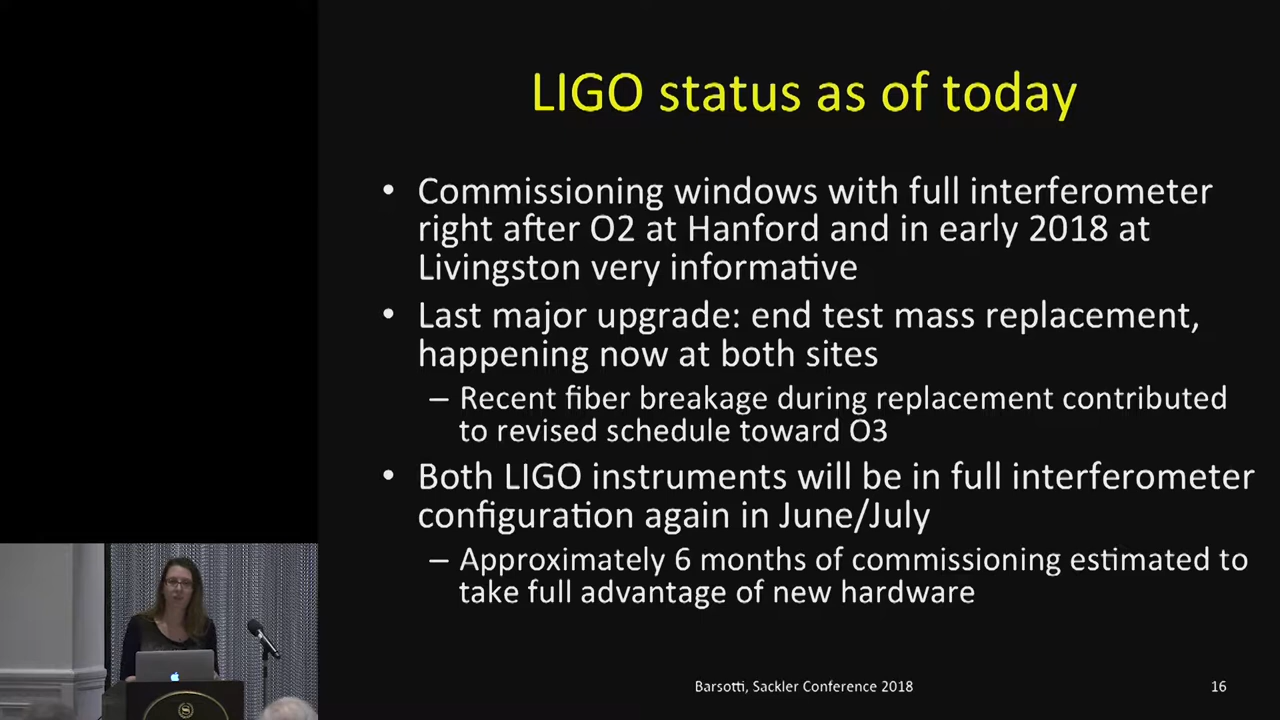 LIGO status as of today
• Commissioning windows with full interferometer
right after O2 at Hanford and in early 2018 at
Livingston very informative
• Last major upgrade: end test mass replacement,
happening now at both sites
– Recent fiber breakage during replacement contributed
to revised schedule toward O3
• Both LIGO instruments will be in full interferometer
configuration again in June/July
– Approximately 6 months of commissioning estimated to
take full advantage of new hardware
Barsotti, Sackler Conference 2018
16